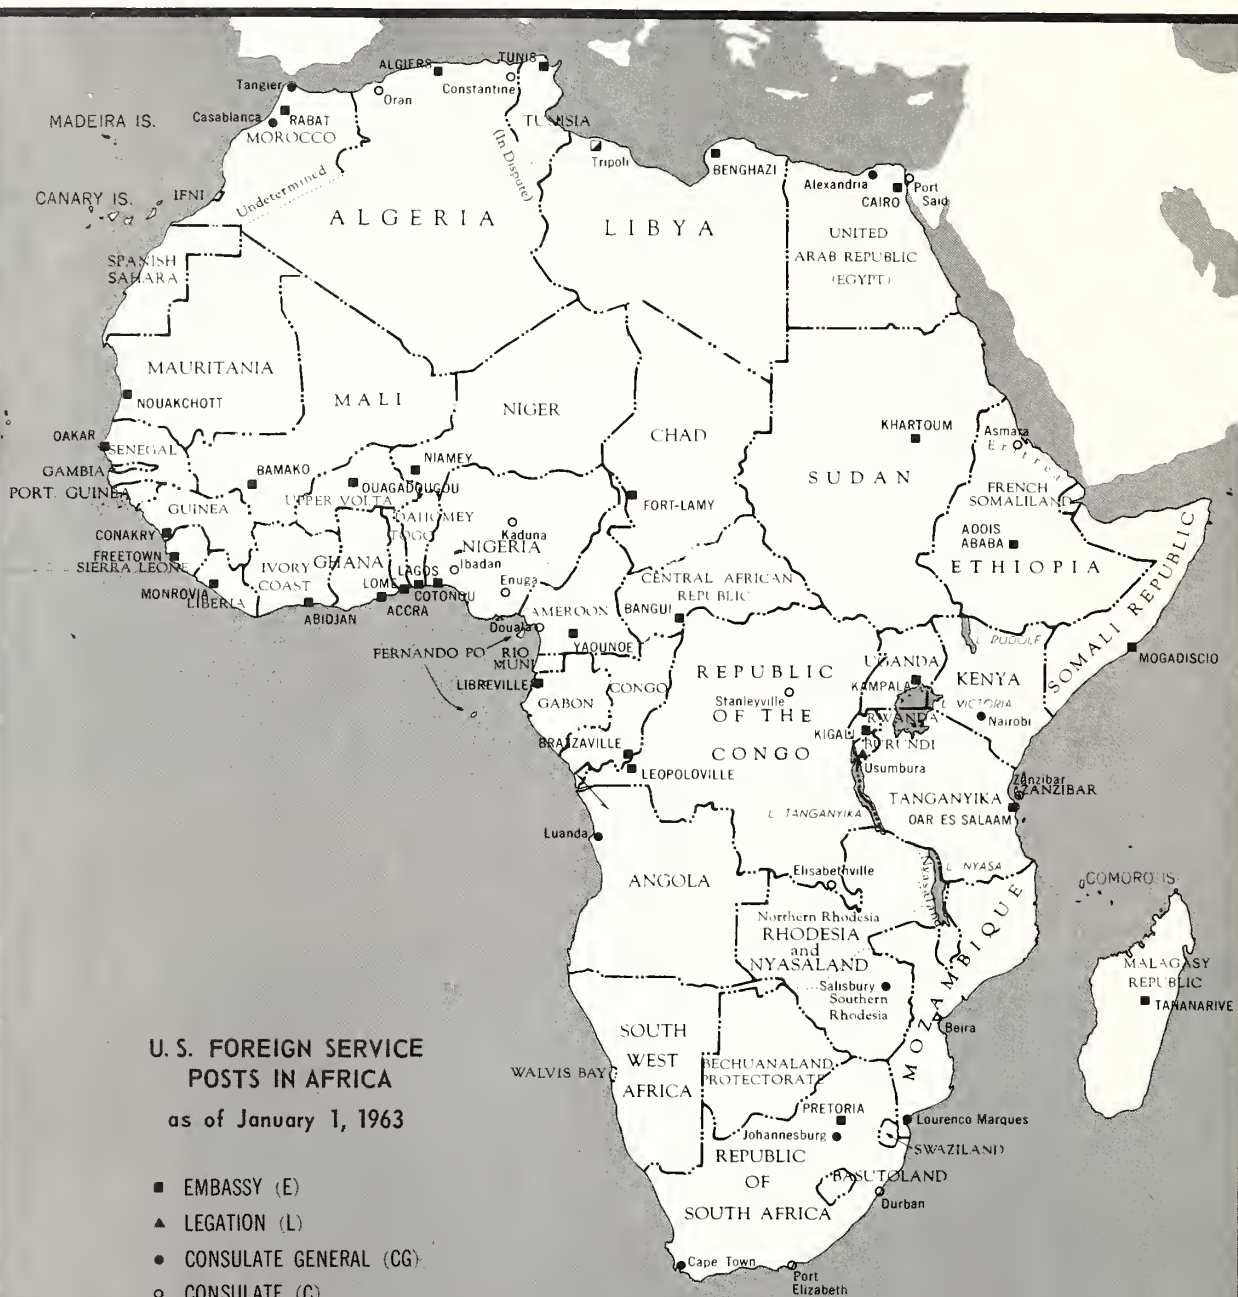 TUNIS
ALGIERS
Tangier
Constantine
Oran
Casablanca
RABAT
MOROCCO
MADEIRA IS.
TUNISIA
(In Dispute)
Tripoli
BENGHAZI
Alexandria
Port
Said
CAIRO
CANARY IS.
IFNI
Undetermined
ALGERIA
LIBYA
UNITED
ARAB REPUBLIC
(EGYPT)
SPANISH
SAHARA
MAURITANIA
NOUAKCHOTT
MALI
NIGER
CHAD
KHARTOUM
SUDAN
Asmara
Eritrea
OAKAR
SENEGAL
GAMBIA
PORT. GUINEA
BAMAKO
NIAMEY
OUAGADOUGOU
UPPER VOLTA
GUINEA
FORT-LAMY
FRENCH
SOMALILAND
CONAKRY
FREETOWN
SIERRA LEONE
DAHOMEY
TOGO
Kaduna
NIGERIA
Ibadan
Enuga
AOOIS
ABABA
ETHIOPIA
SOMALI REPUBLIC
IVORY
COAST
GHANA
LAGOS
LOME
COTONOU
MONROVIA
LIBERIA
ABIDJAN
ACCRA
CENTRAL AFRICAN
REPUBLIC
AMEROON
BANGUI
Douala
YAOUNOE
FERNANDO PO
RIO
MUNI
LIBREVILLE
GABON
CONGO
REPUBLIC
Stanleyville
OF THE
CONGO
L. RUDOLF
UGANDA
KAMPALA
KENYA
L. VICTORIA
Nairobi
MOGADISCIO
RWANDA
KIGALI
BURUNDI
Usumbura
BRAZZAVILLE
LEOPOLOVILLE
Zanzibar
ZANZIBAR
TANGANYIKA
OAR ES SALAAM
L. TANGANYIKA
Luanda
ANGOLA
Elisabethville
L. NYASA
Nyasaland
COMORO IS.
Northern Rhodesia
RHODESIA
and
NYASALAND
Salisbury
Southern
Rhodesia
MOZAMBIQUE
Beira
MALAGASY
REPUBLIC
TANANARIVE
SOUTH
WEST
AFRICA
WALVIS BAY
BECHUANALAND
PROTECTORATE
PRETORIA
Johannesburg
Lourenco Marques
SWAZILAND
REPUBLIC
OF
SOUTH AFRICA
BASUTOLAND
Durban
Cape Town
Port
Elizabeth
U. S. FOREIGN SERVICE
POSTS IN AFRICA
as of January 1, 1963
EMBASSY (E)
LEGATION (L)
CONSULATE GENERAL (CG)
CONSULATE (C)